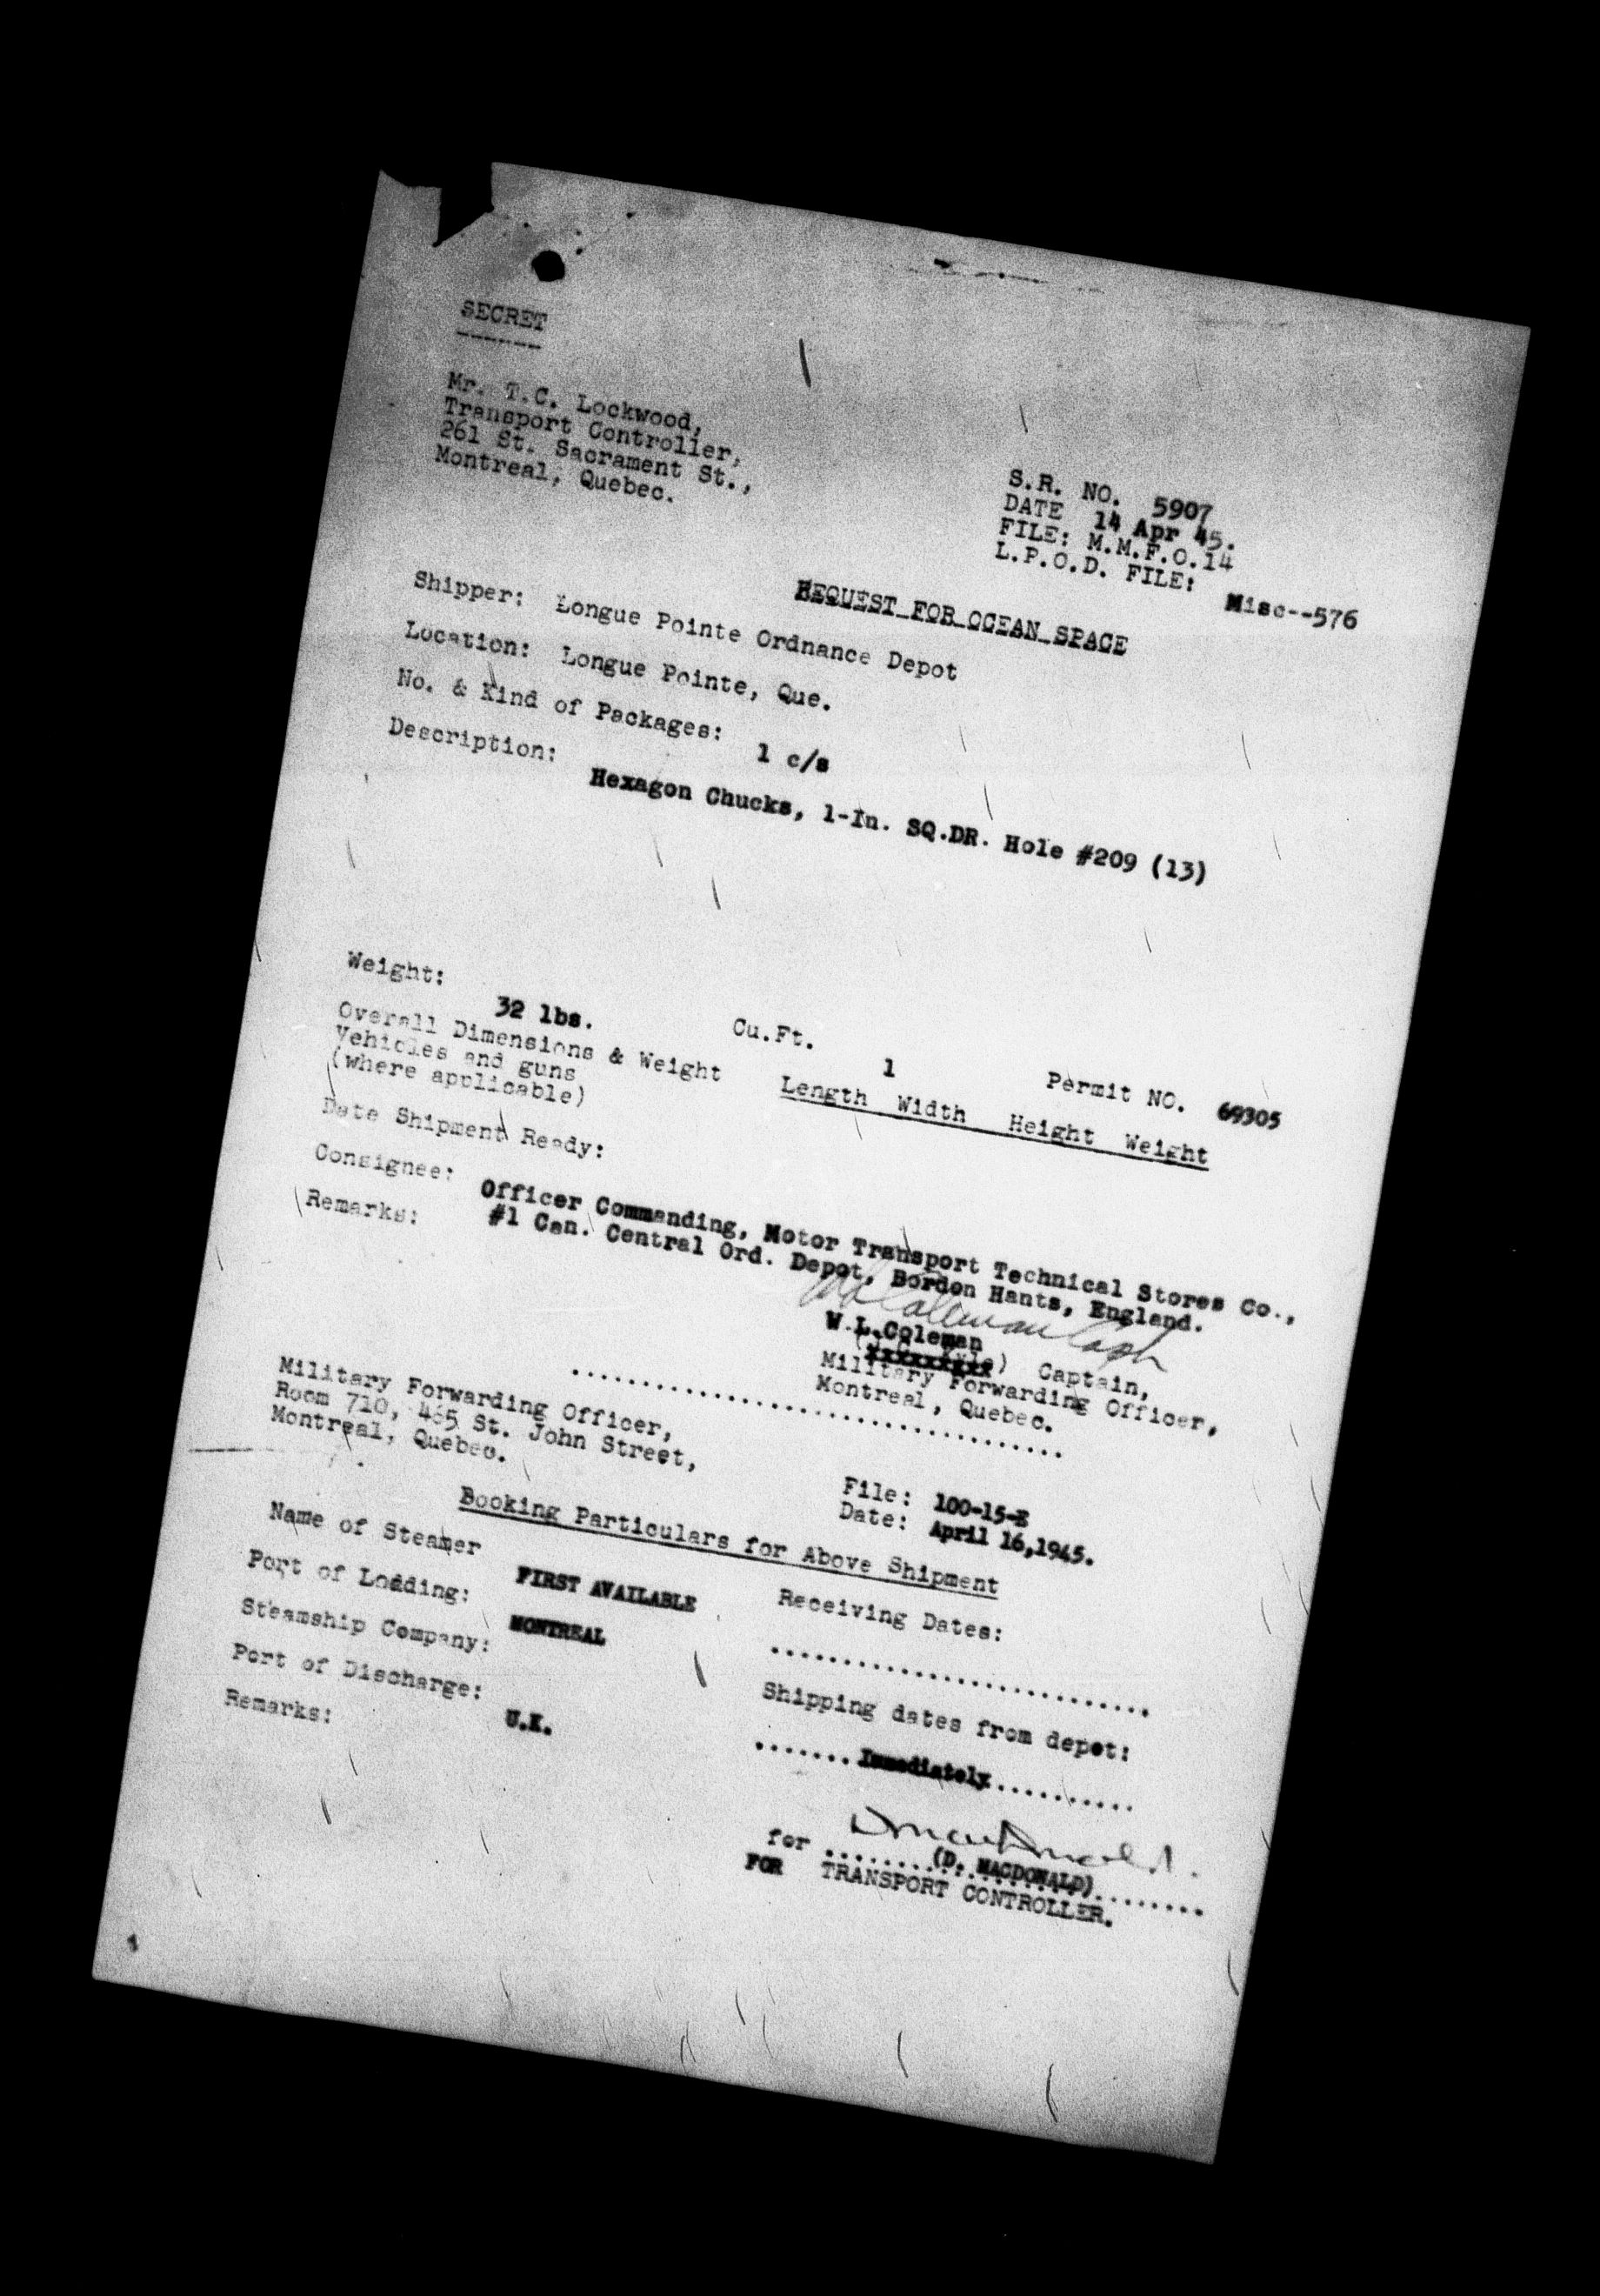 SECRET
Mr. T.C. Lockwood,
Transport Controller,
261 St. Sacrament St.,
Montreal, Quebec.
S.R. NO. 5907
DATE 14 Apr 45.
FILE: M.M.F.O.14
L.P.O.D. FILE: Misc--576
REQUEST FOR OCEAN SPACE
Shipper: Longue Pointe Ordnance Depot
Location: Longue Pointe, Que.
No. & Kind of Packages: 1 c/s
Description: Hexagon Chucks, 1-In. SQ.DR. Hole #209 (13)
Weight: 32 lbs. Cu.Ft. 1 Permit NO. 69305
Overall Dimensions & Weight
Vehicles and guns
(where applicable)
Length Width Height Weight
Date Shipment Ready:
Consignee: Officer Commanding, Motor Transport Technical Stores Co.,
#1 Can. Central Ord. Depot, Bordon Hants, England.
Remarks:
W.L.Coleman
Captain,
Military Forwarding Officer,
Montreal, Quebec.
........................................
Military Forwarding Officer,
Room 710, 465 St. John Street,
Montreal, Quebec.
File: 100-15-E
Date: April 16,1945.
Booking Particulars for Above Shipment
Name of Steamer FIRST AVAILABLE
Port of Loading: MONTREAL
Steamship Company:
Port of Discharge: U.K.
Remarks:
Receiving Dates:
...........................
Shipping dates from depot:
.......Immediately..........
for ...........................
(D. MACDONALD)
FOR TRANSPORT CONTROLLER.